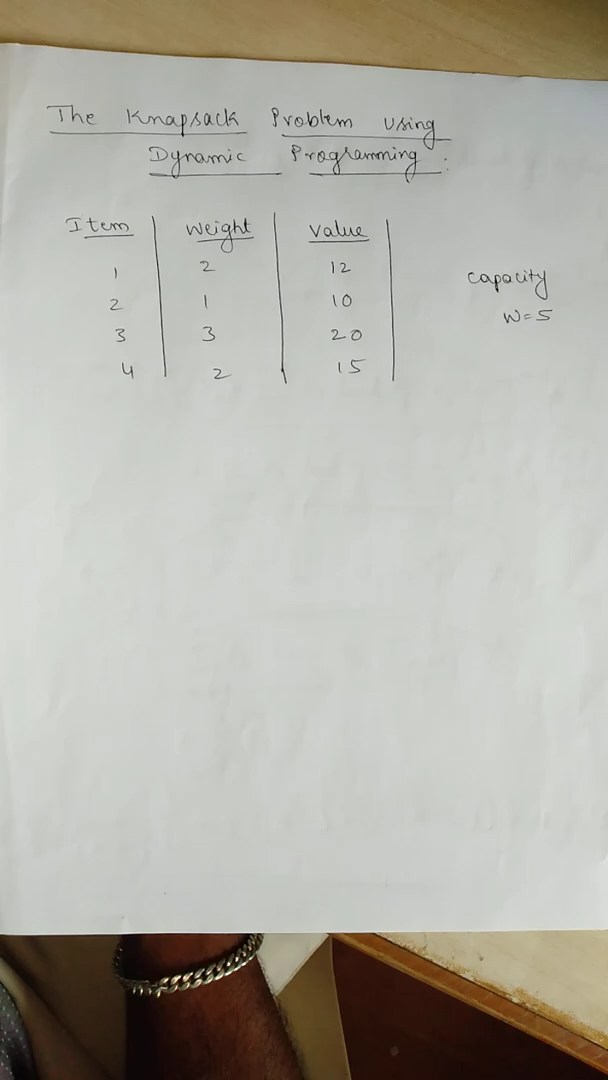 The Knapsack Problem using
Dynamic Programming :
Item Weight Value
1 2 12
2 1 10
3 3 20
4 2 15
capacity
W=5